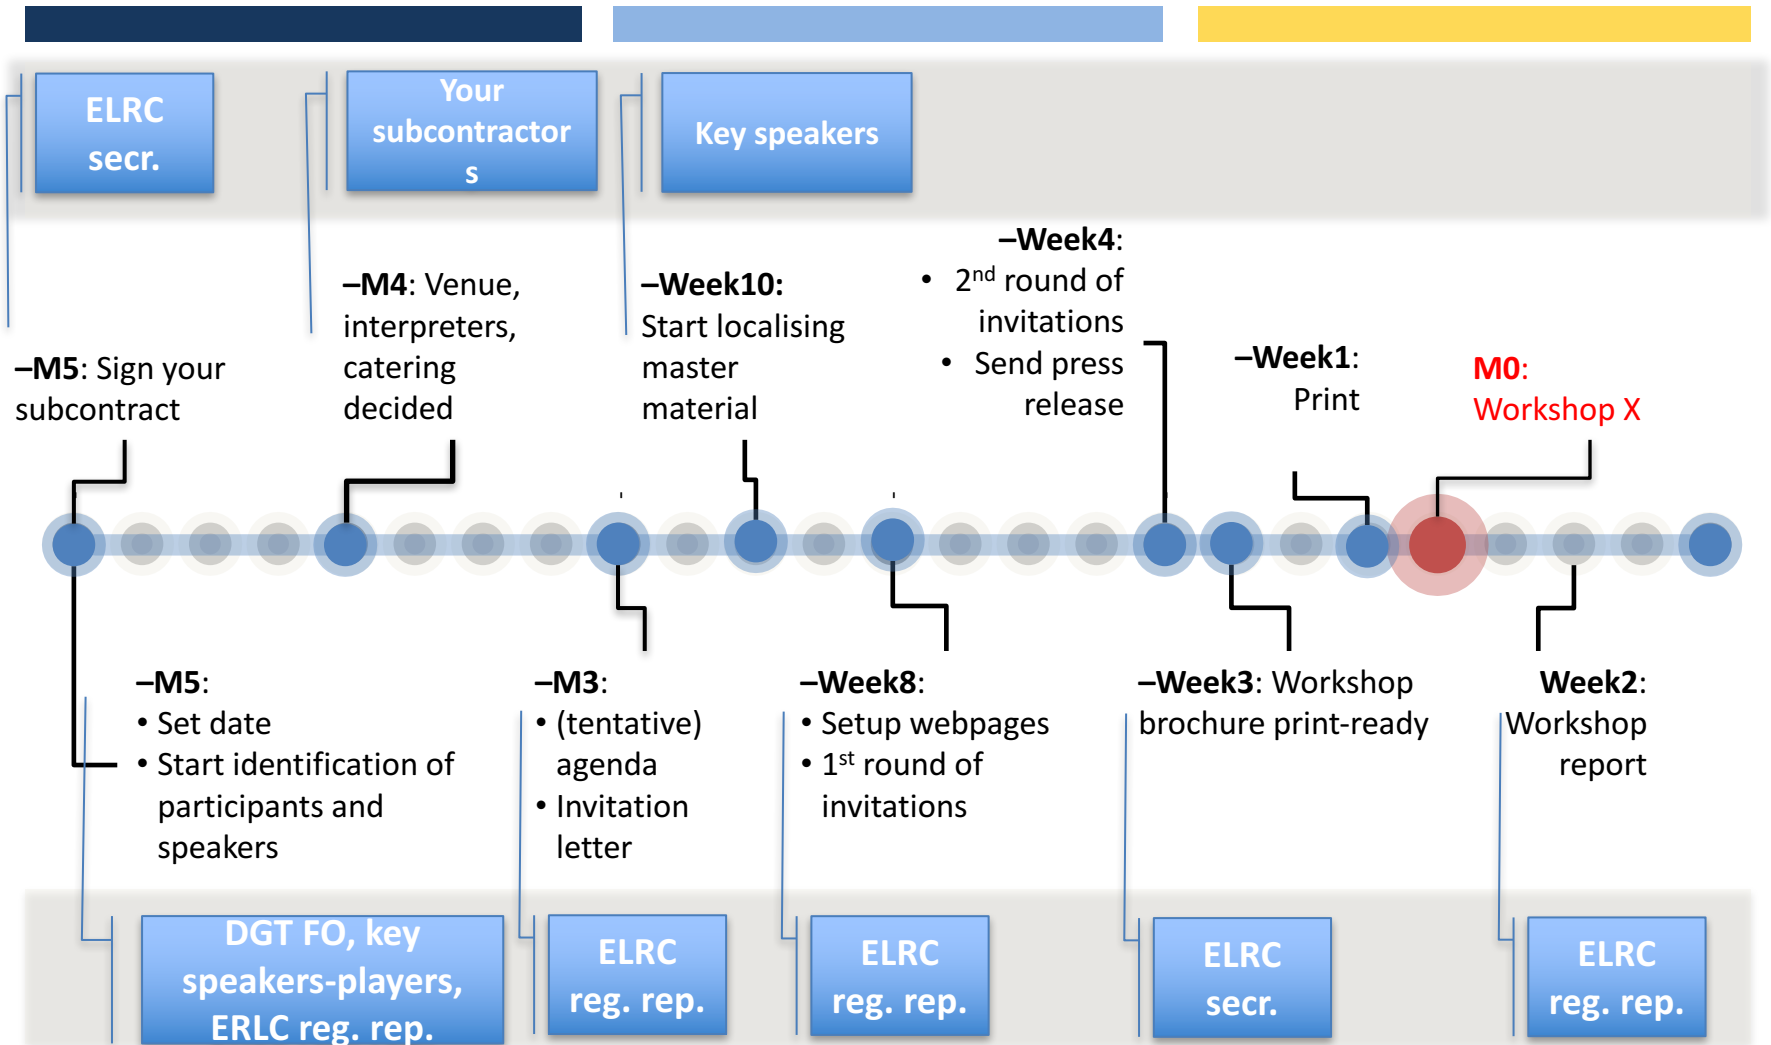 ELRC
secr.
Your
subcontractor
s
Key speakers
–M5: Sign your
subcontract
–M4: Venue,
interpreters,
catering
decided
–Week10:
Start localising
master
material
–Week4:
• 2nd round of
invitations
• Send press
release
–Week1:
Print
M0:
Workshop X
–M5:
• Set date
• Start identification of
participants and
speakers
–M3:
• (tentative)
agenda
• Invitation
letter
–Week8:
• Setup webpages
• 1st round of
invitations
–Week3: Workshop
brochure print-ready
Week2:
Workshop
report
DGT FO, key
speakers-players,
ERLC reg. rep.
ELRC
reg. rep.
ELRC
reg. rep.
ELRC
secr.
ELRC
reg. rep.